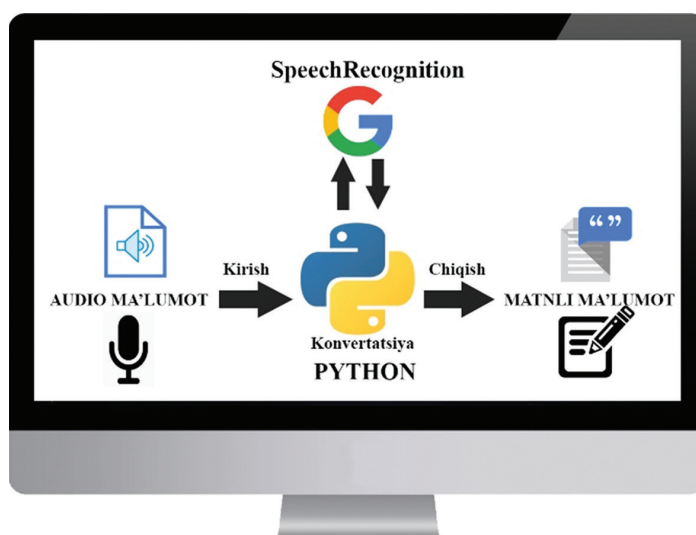 SpeechRecognition
Kirish
Chiqish
AUDIO MA’LUMOT
MATNLI MA’LUMOT
Konvertatsiya
PYTHON